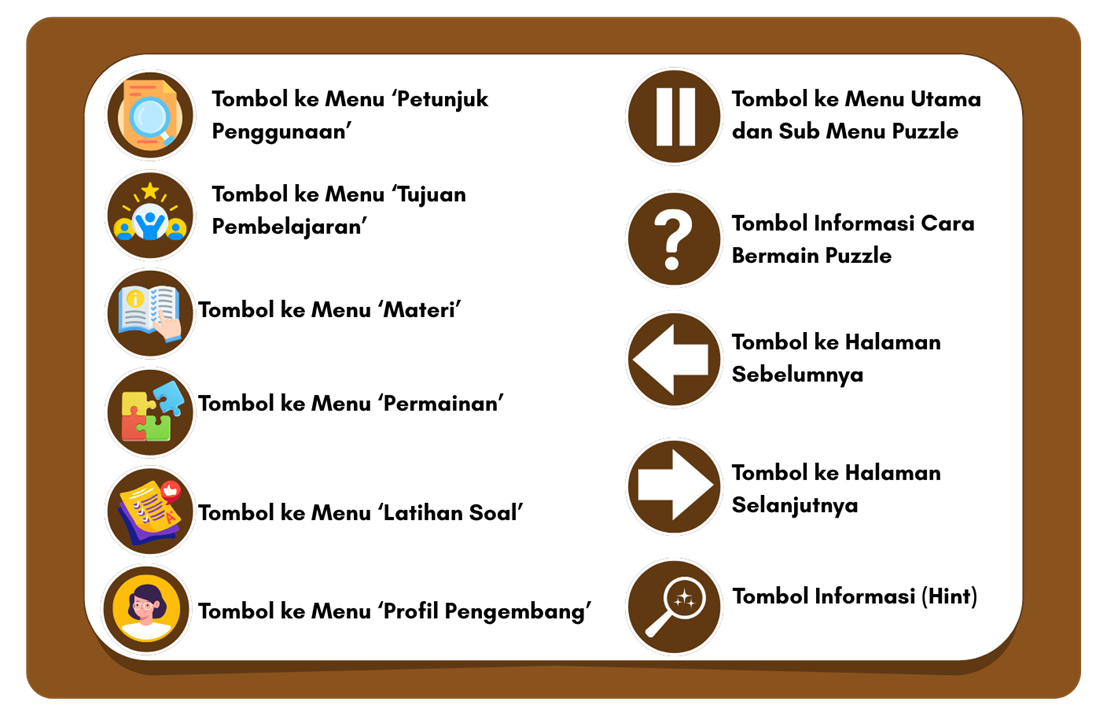 Tombol ke Menu ‘Petunjuk
Penggunaan’
Tombol ke Menu ‘Tujuan
Pembelajaran’
Tombol ke Menu ‘Materi’
Tombol ke Menu ‘Permainan’
Tombol ke Menu ‘Latihan Soal’
Tombol ke Menu ‘Profil Pengembang’
Tombol ke Menu Utama
dan Sub Menu Puzzle
Tombol Informasi Cara
Bermain Puzzle
Tombol ke Halaman
Sebelumnya
Tombol ke Halaman
Selanjutnya
Tombol Informasi (Hint)